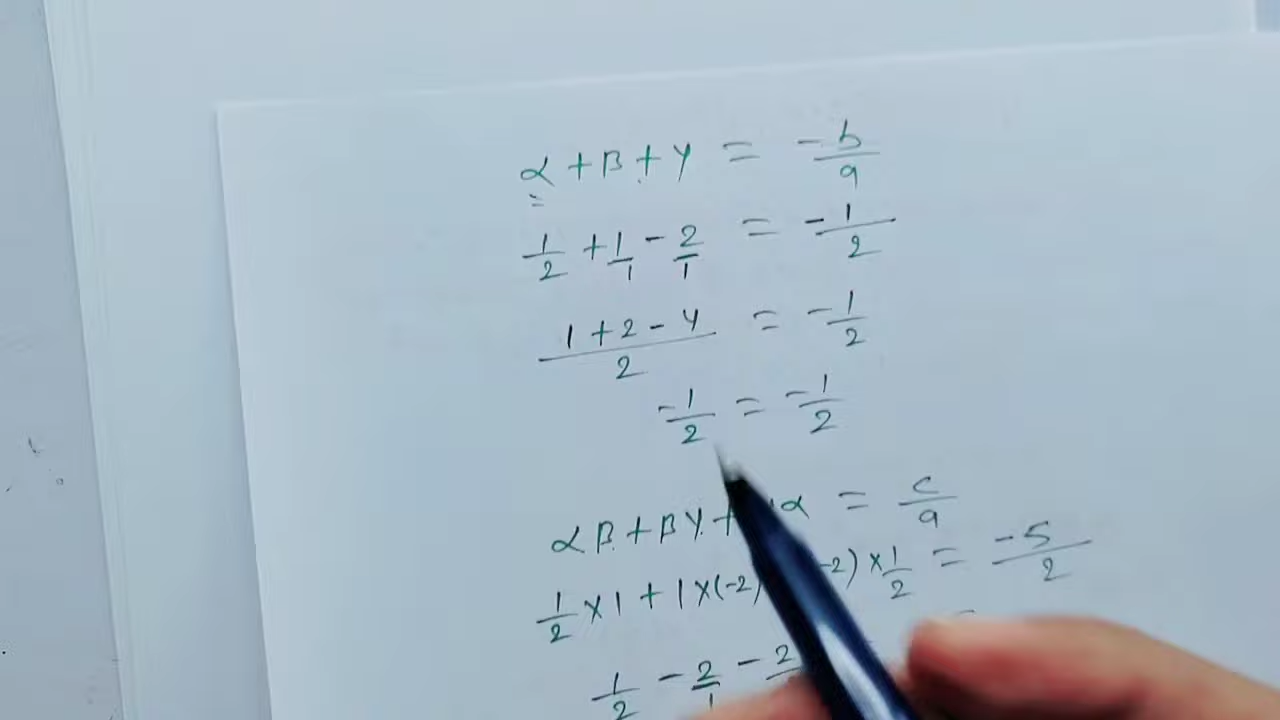 α + β + γ = -b/a
1/2 + 1/1 - 2/1 = -1/2
(1 + 2 - 4)/2 = -1/2
-1/2 = -1/2
αβ + βγ + α = c/a
1/2 × 1 + 1 × (-2) -2) × 1/2 = -5/2
1/2 - 2/1 - 2